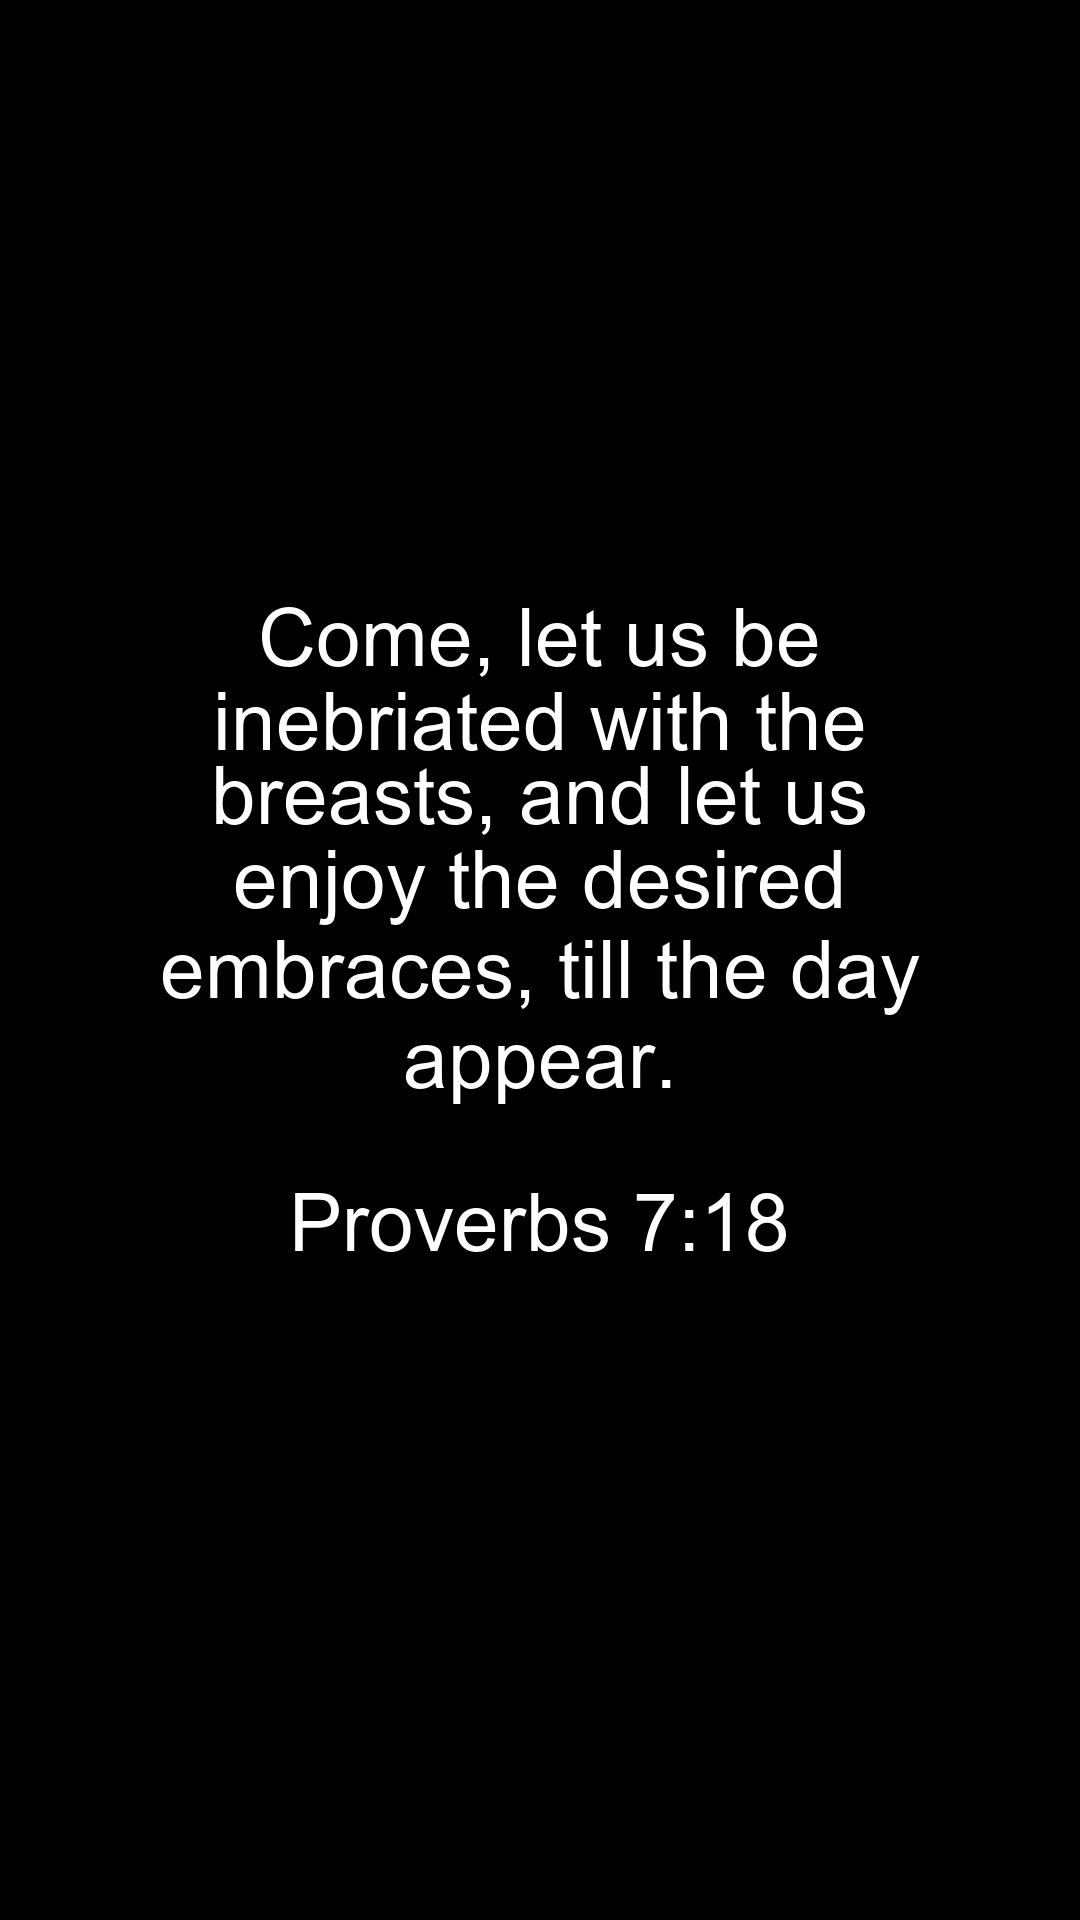 Come, let us be
inebriated with the
breasts, and let us
enjoy the desired
embraces, till the day
appear.
Proverbs 7:18